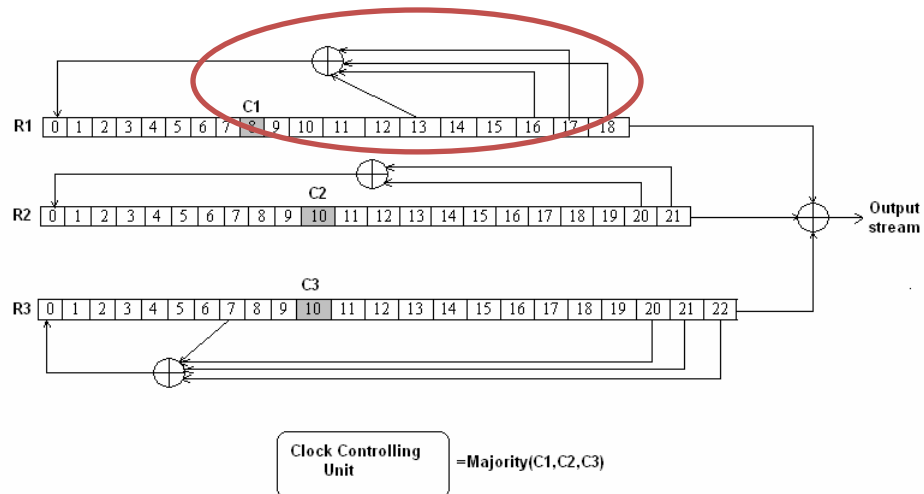 C1
R1 0 1 2 3 4 5 6 7 8 9 10 11 12 13 14 15 16 17 18
C2
R2 0 1 2 3 4 5 6 7 8 9 10 11 12 13 14 15 16 17 18 19 20 21
Output
stream
C3
R3 0 1 2 3 4 5 6 7 8 9 10 11 12 13 14 15 16 17 18 19 20 21 22
Clock Controlling
Unit
=Majority(C1,C2,C3)